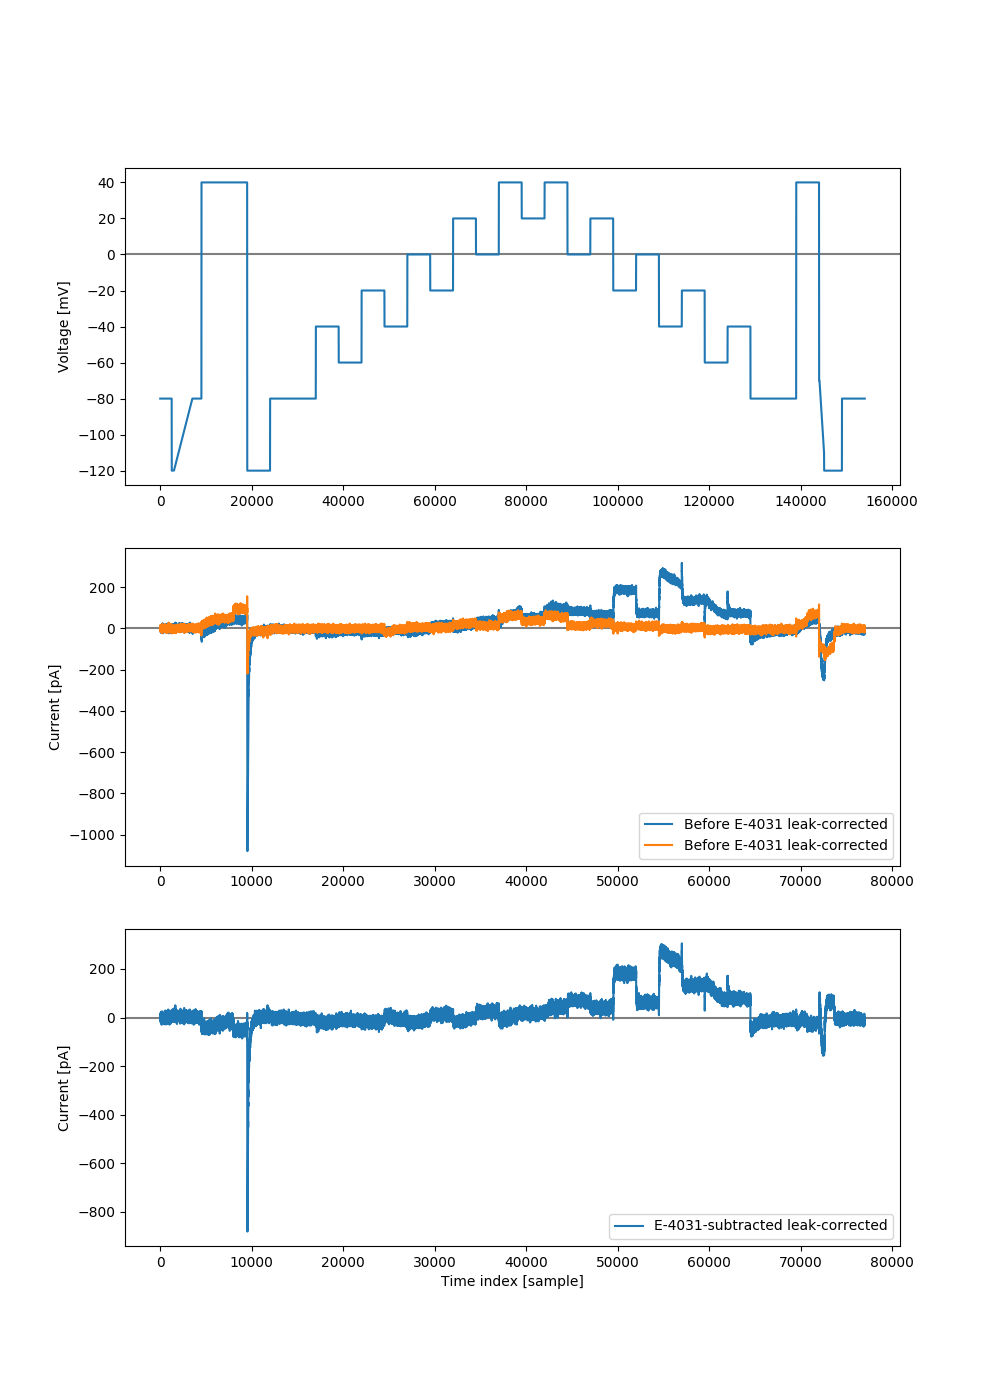 40
20
0
−20
−40
−60
−80
−100
−120
Voltage [mV]
0 20000 40000 60000 80000 100000 120000 140000 160000
200
0
−200
−400
−600
−800
−1000
Current [pA]
Before E-4031 leak-corrected
Before E-4031 leak-corrected
0 10000 20000 30000 40000 50000 60000 70000 80000
200
0
−200
−400
−600
−800
Current [pA]
E-4031-subtracted leak-corrected
0 10000 20000 30000 40000 50000 60000 70000 80000
Time index [sample]